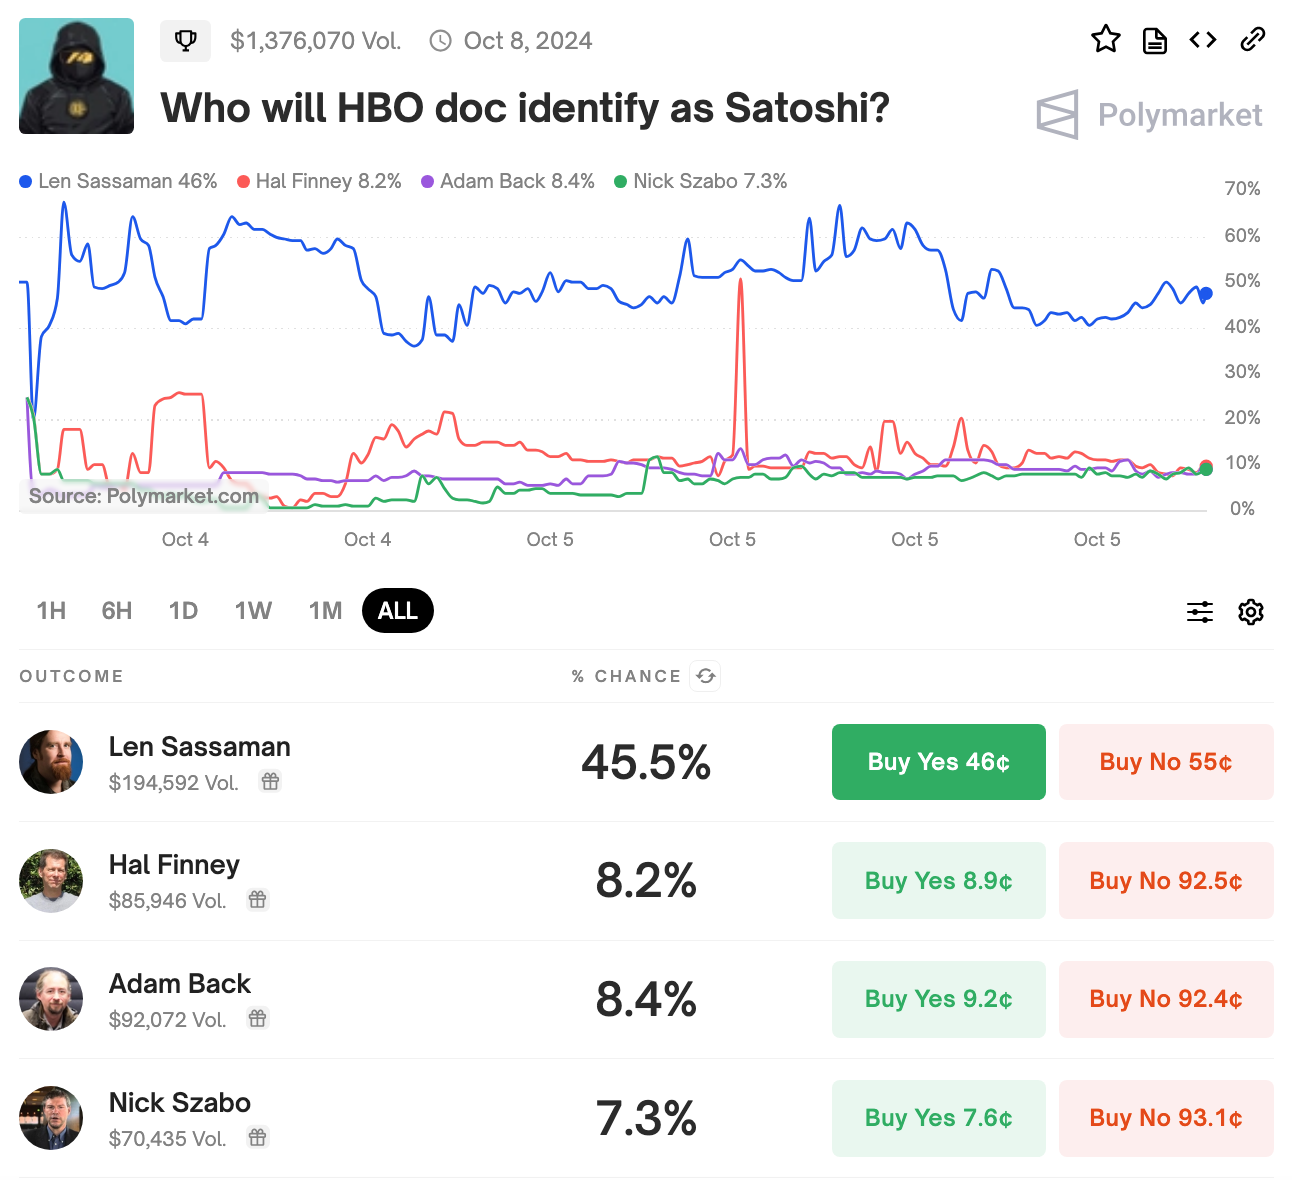 $1,376,070 Vol. Oct 8, 2024
Who will HBO doc identify as Satoshi?
Polymarket
Len Sassaman 46% Hal Finney 8.2% Adam Back 8.4% Nick Szabo 7.3%
70%
60%
50%
40%
30%
20%
10%
0%
Source: Polymarket.com
Oct 4 Oct 4 Oct 5 Oct 5 Oct 5 Oct 5
1H 6H 1D 1W 1M ALL
OUTCOME % CHANCE
Len Sassaman
$194,592 Vol.
45.5%
Buy Yes 46¢ Buy No 55¢
Hal Finney
$85,946 Vol.
8.2%
Buy Yes 8.9¢ Buy No 92.5¢
Adam Back
$92,072 Vol.
8.4%
Buy Yes 9.2¢ Buy No 92.4¢
Nick Szabo
$70,435 Vol.
7.3%
Buy Yes 7.6¢ Buy No 93.1¢